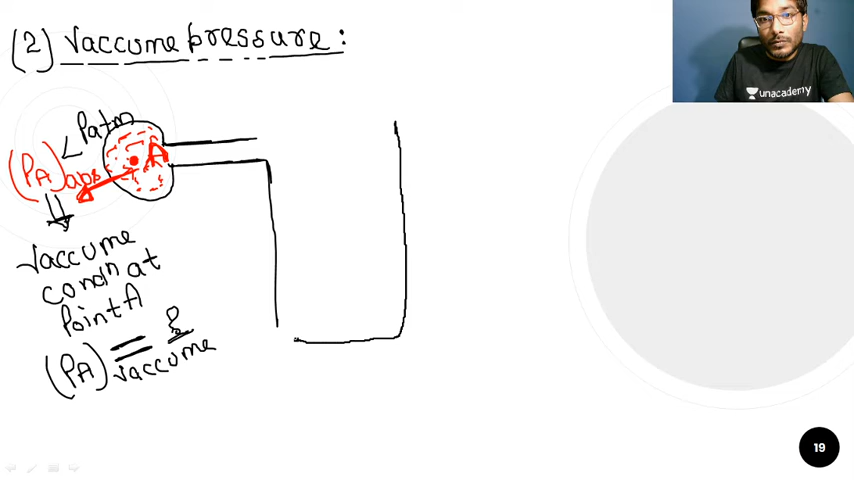 (2) Vaccume pressure:
unacademy
(PA)abs < Patm
A
Vaccume
condn at
Point A
(PA)vaccume = ?
19